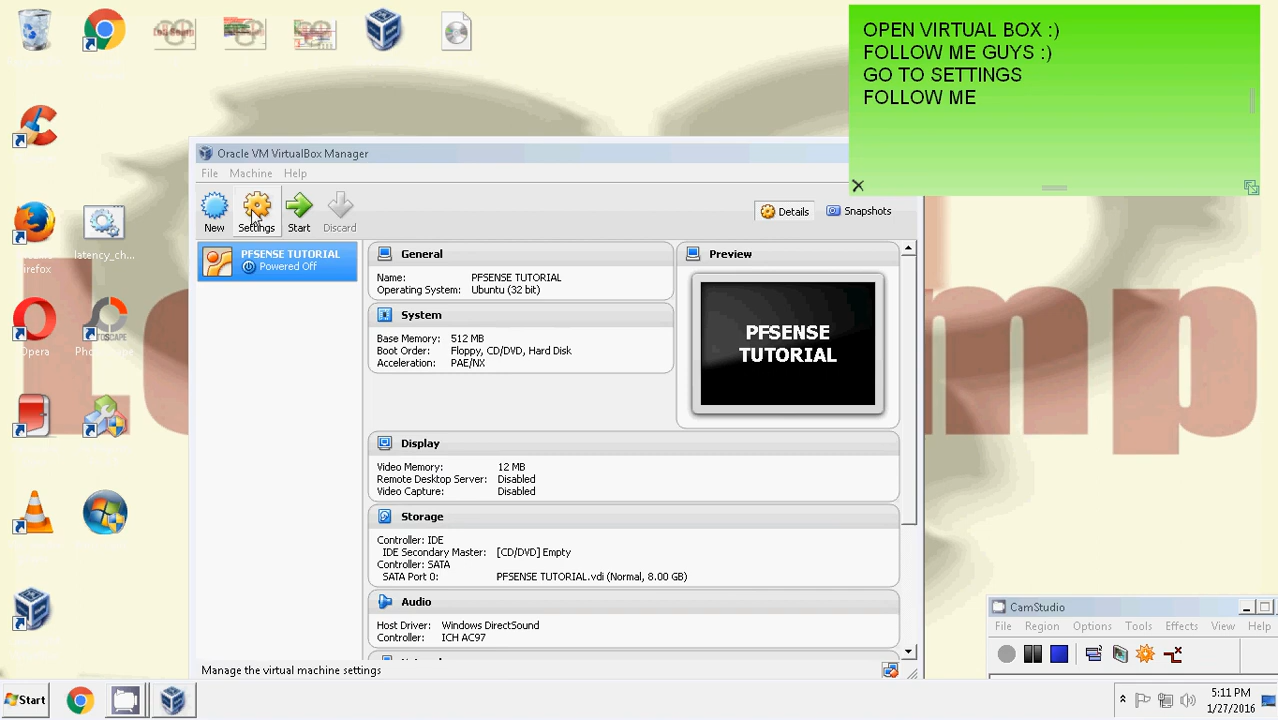 OPEN VIRTUAL BOX :)
FOLLOW ME GUYS :)
GO TO SETTINGS
FOLLOW ME
Oracle VM VirtualBox Manager
File Machine Help
New Settings Start Discard
Details Snapshots
PFSENSE TUTORIAL
Powered Off
General
Name: PFSENSE TUTORIAL
Operating System: Ubuntu (32 bit)
System
Base Memory: 512 MB
Boot Order: Floppy, CD/DVD, Hard Disk
Acceleration: PAE/NX
Preview
PFSENSE
TUTORIAL
Display
Video Memory: 12 MB
Remote Desktop Server: Disabled
Video Capture: Disabled
Storage
Controller: IDE
IDE Secondary Master: [CD/DVD] Empty
Controller: SATA
SATA Port 0: PFSENSE TUTORIAL.vdi (Normal, 8.00 GB)
Audio
Host Driver: Windows DirectSound
Controller: ICH AC97
Manage the virtual machine settings
latency_ch...
irefox
Opera
CamStudio
File Region Options Tools Effects View Help
Start
5:11 PM
1/27/2016